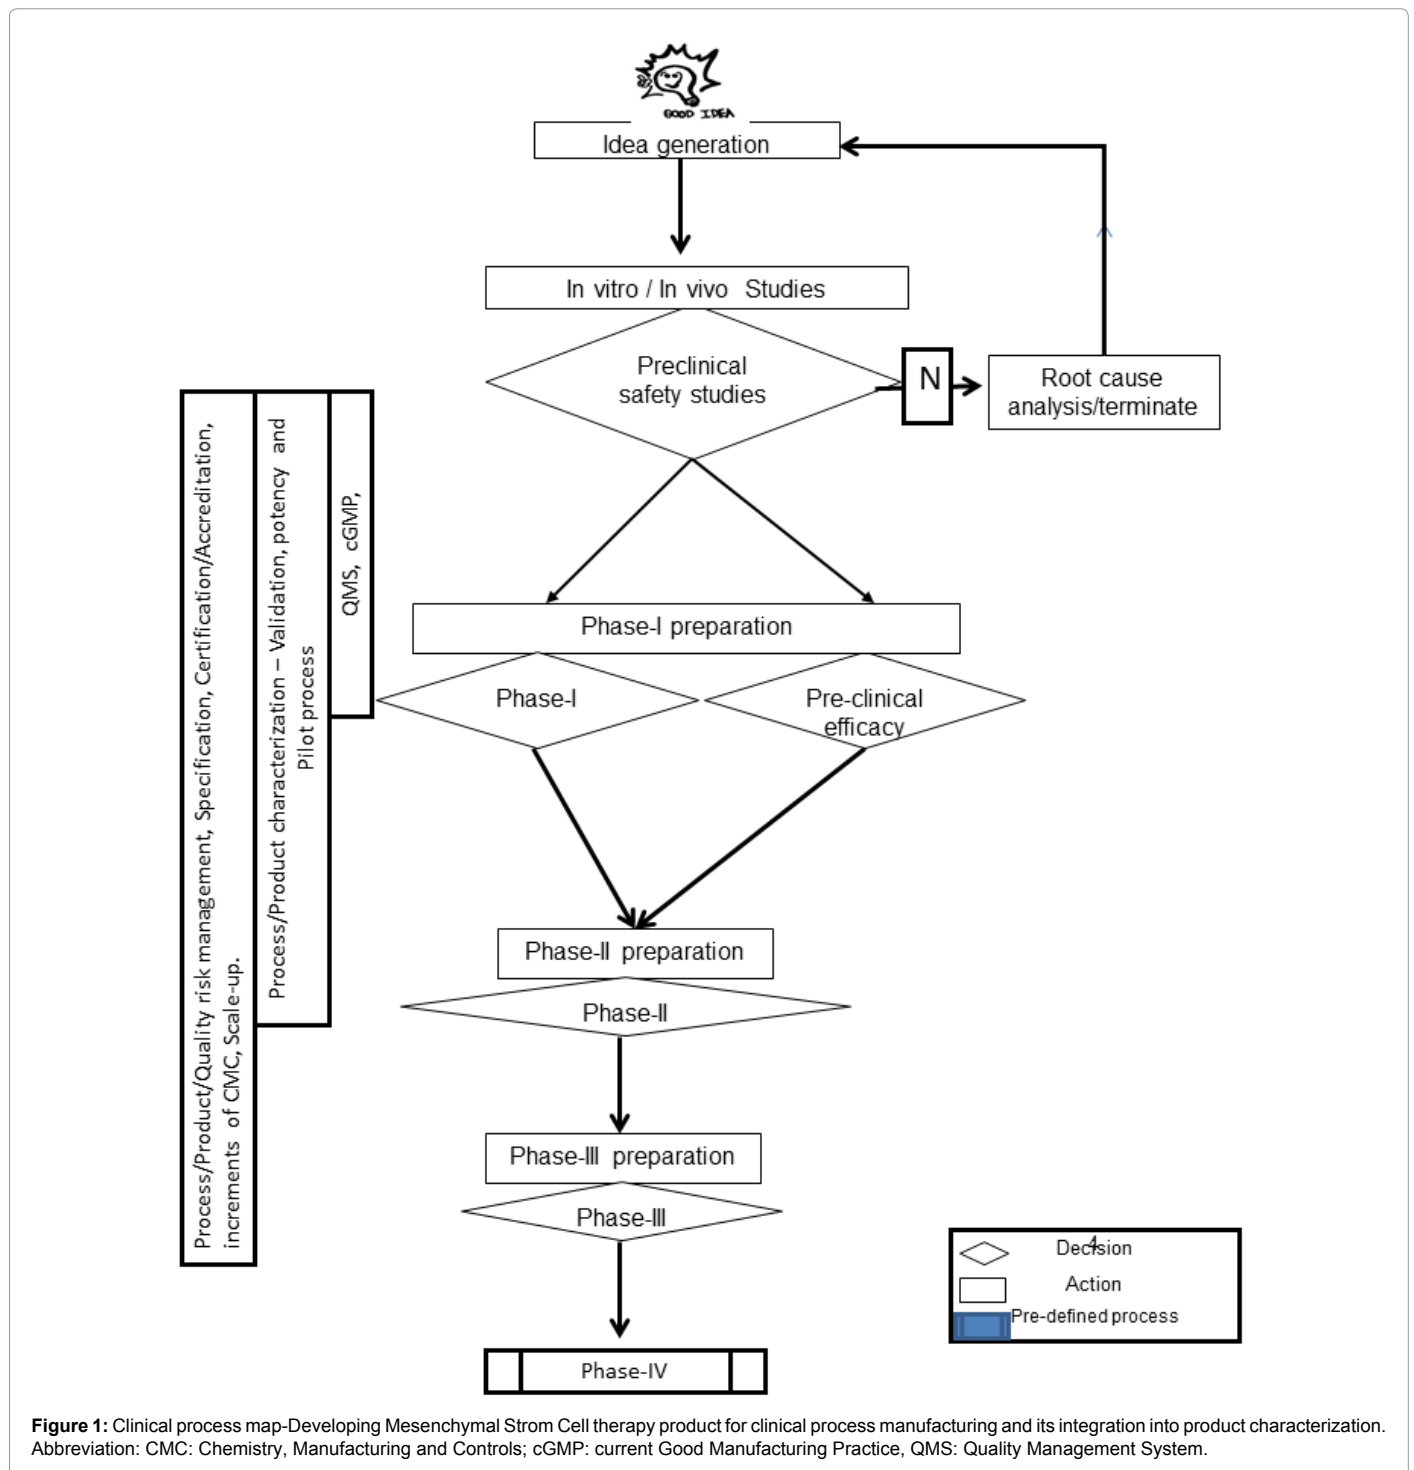 GOOD IDEA
Idea generation
In vitro / In vivo Studies
Preclinical
safety studies
N
Root cause
analysis/terminate
Process/Product/Quality risk management, Specification, Certification/Accreditation,
increments of CMC, Scale-up.
Process/Product characterization – Validation, potency and
Pilot process
QMS, cGMP,
Phase-I preparation
Phase-I
Pre-clinical
efficacy
Phase-II preparation
Phase-II
Phase-III preparation
Phase-III
Phase-IV
4
Decision
Action
Pre-defined process
Figure 1: Clinical process map-Developing Mesenchymal Strom Cell therapy product for clinical process manufacturing and its integration into product characterization.
Abbreviation: CMC: Chemistry, Manufacturing and Controls; cGMP: current Good Manufacturing Practice, QMS: Quality Management System.